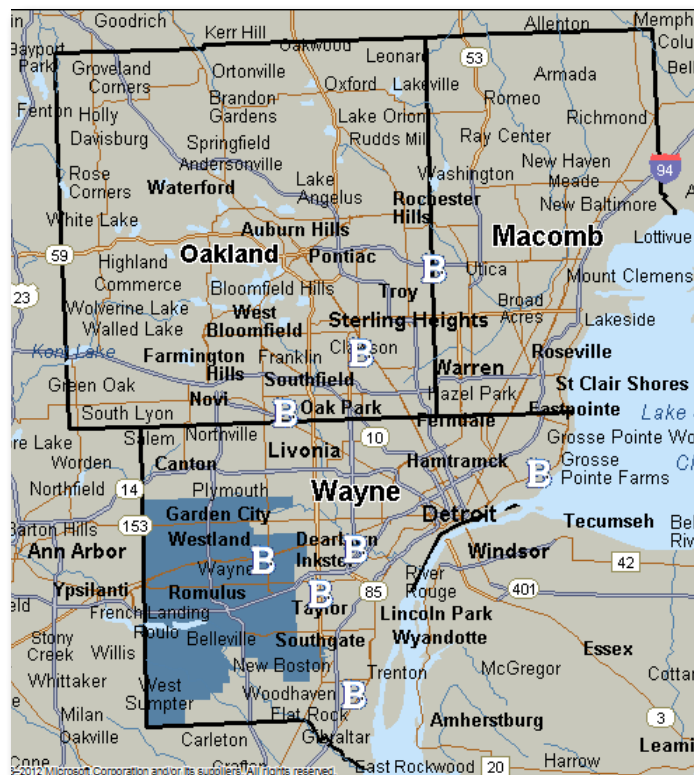 Goodrich
Kerr Hill
Allenton
Memph
Bayport
Park
Oakwood
Leonard
53
Groveland
Corners
Ortonville
Oxford
Lakeville
Armada
Brandon
Gardens
Romeo
Fenton
Holly
Lake Orion
Richmond
Davisburg
Springfield
Rudds Mill
Ray Center
Andersonville
New Haven
94
Rose
Corners
Waterford
Lake
Angelus
Washington
Meade
Rochester
Hills
New Baltimore
White Lake
Auburn Hills
Macomb
Lottivue
59
Oakland
Pontiac
B
Utica
Mount Clemens
Highland
Commerce
Bloomfield Hills
Troy
23
Broad
Acres
Wolverine Lake
West
Bloomfield
Sterling Heights
Lakeside
Walled Lake
B
Farmington
Hills
Franklin
Warren
Roseville
Green Oak
Southfield
Hazel Park
St Clair Shores
Novi
B
Oak Park
Eastpointe
South Lyon
Ferndale
Lake
Salem
Northville
10
Grosse Pointe Wo
re Lake
Worden
Canton
Livonia
Hamtramck
B
Grosse
Pointe Farms
Northfield
14
Plymouth
Wayne
153
Garden City
Detroit
Tecumseh
Barton Hills
Ann Arbor
Westland
Dearborn
B
Windsor
42
Wayne
B
Inkster
Ypsilanti
Romulus
B
85
River
Rouge
401
French Landing
Taylor
Lincoln Park
Stony
Creek
Belleville
Southgate
Wyandotte
Essex
Willis
New Boston
Trenton
McGregor
Whittaker
West
Sumpter
Woodhaven
B
Milan
Flat Rock
Amherstburg
3
Oakville
Carleton
Gibraltar
Leami
East Rockwood
20
Harrow
2012 Microsoft Corporation and/or its suppliers. All rights reserved.